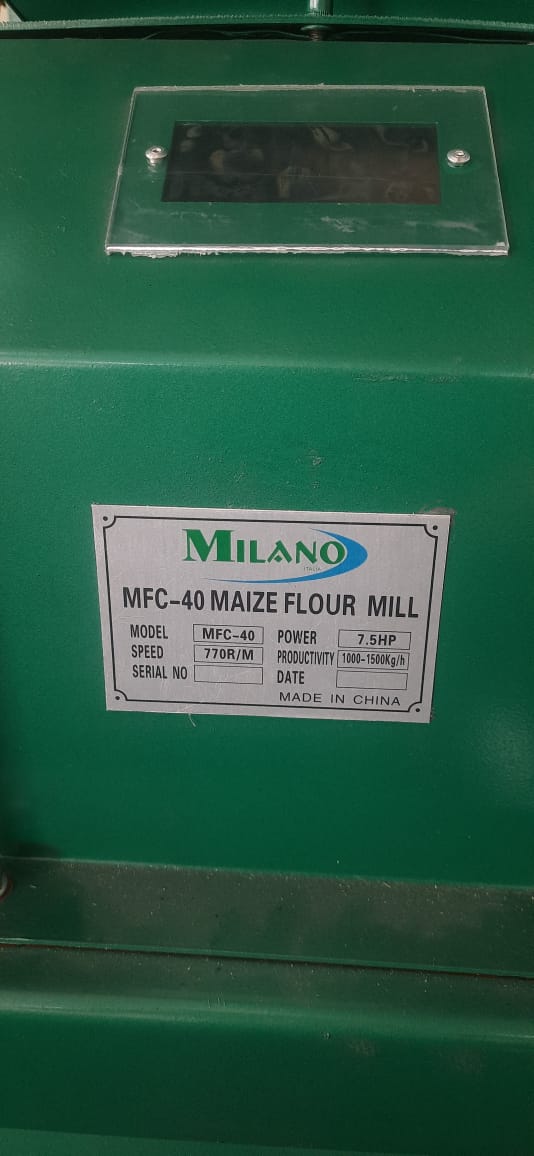 MILANO
ITALIA
MFC-40 MAIZE FLOUR MILL
MODEL MFC-40 POWER 7.5HP
SPEED 770R/M PRODUCTIVITY 1000-1500Kg/h
SERIAL NO DATE
MADE IN CHINA